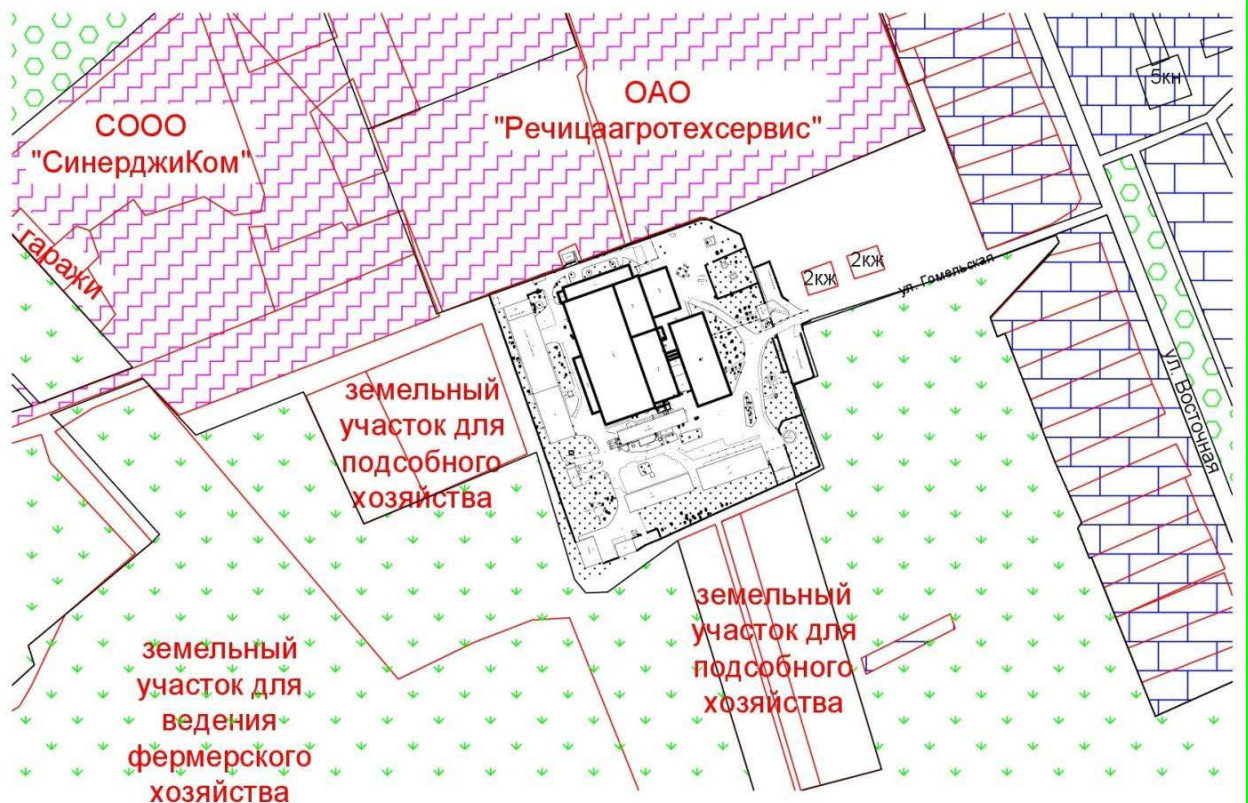 СООО
"СинерджиКом"
ОАО
"Речицаагротехсервис"
5кн
гаражи
2кж
2кж
ул. Гомельская
ул. Восточная
земельный
участок для
подсобного
хозяйства
земельный
участок для
подсобного
хозяйства
земельный
участок для
ведения
фермерского
хозяйства